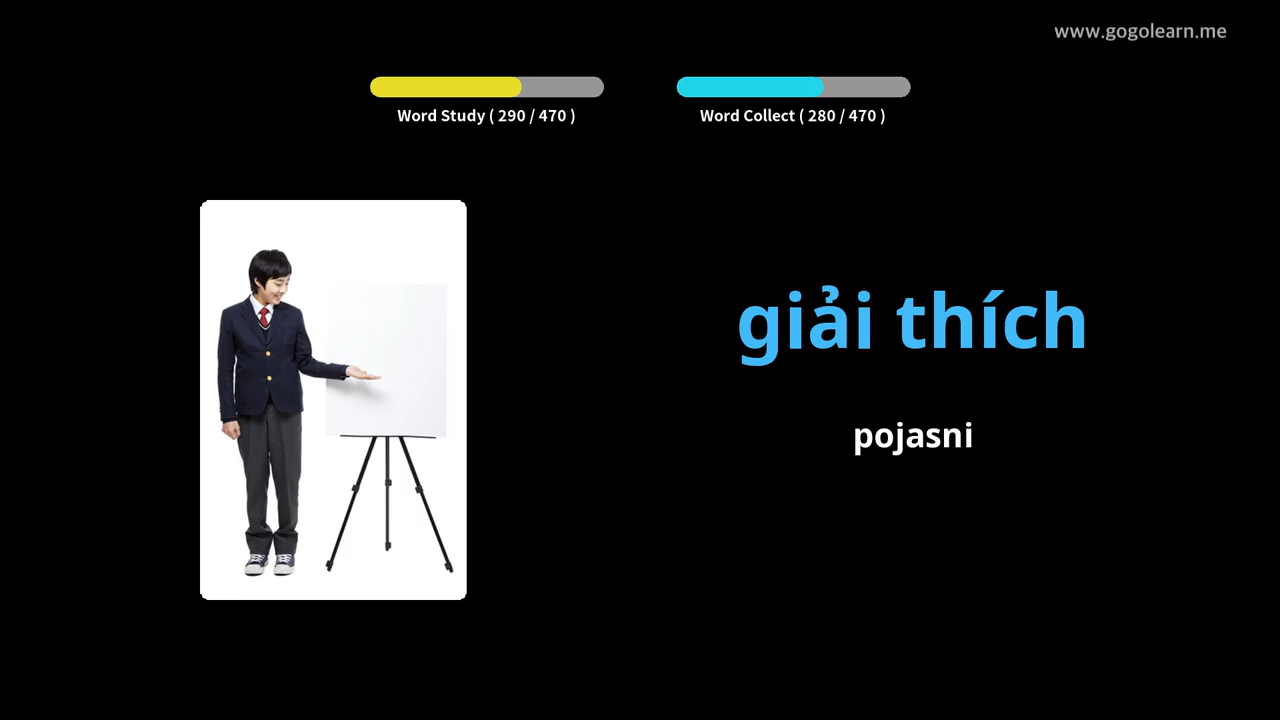 www.gogolearn.me
Word Study ( 290 / 470 )
Word Collect ( 280 / 470 )
giải thích
pojasni